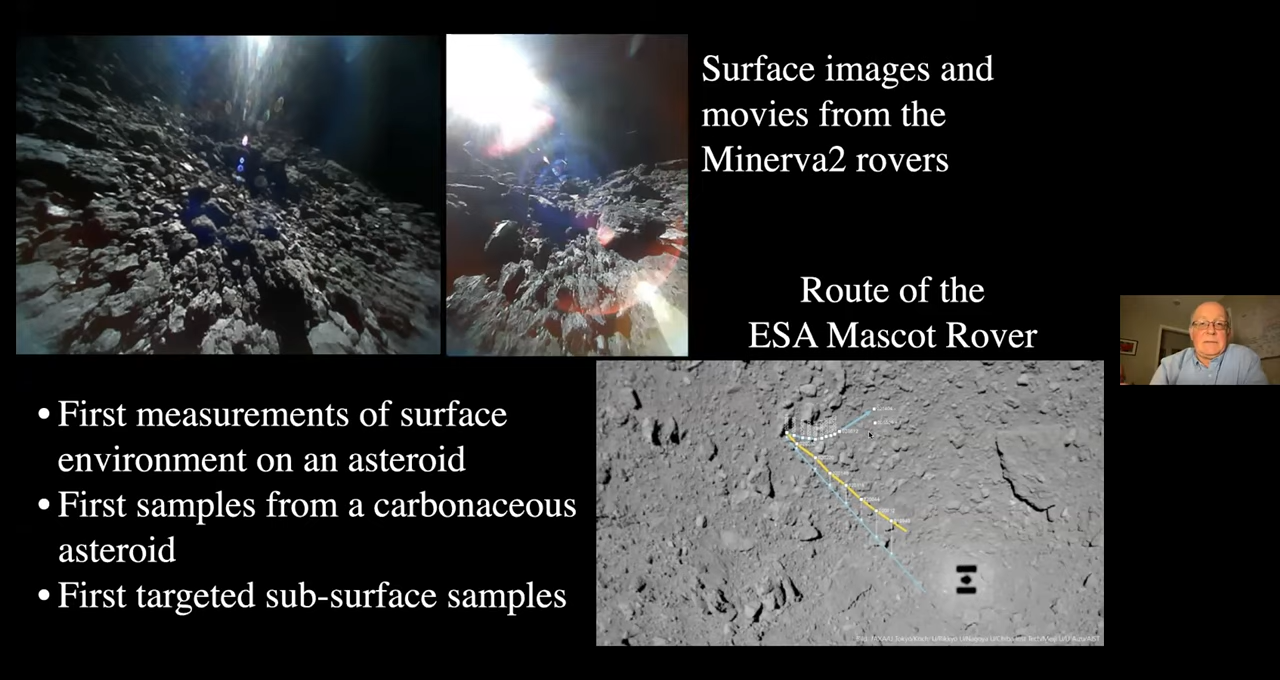 Surface images and
movies from the
Minerva2 rovers
Route of the
ESA Mascot Rover
• First measurements of surface
environment on an asteroid
• First samples from a carbonaceous
asteroid
• First targeted sub-surface samples